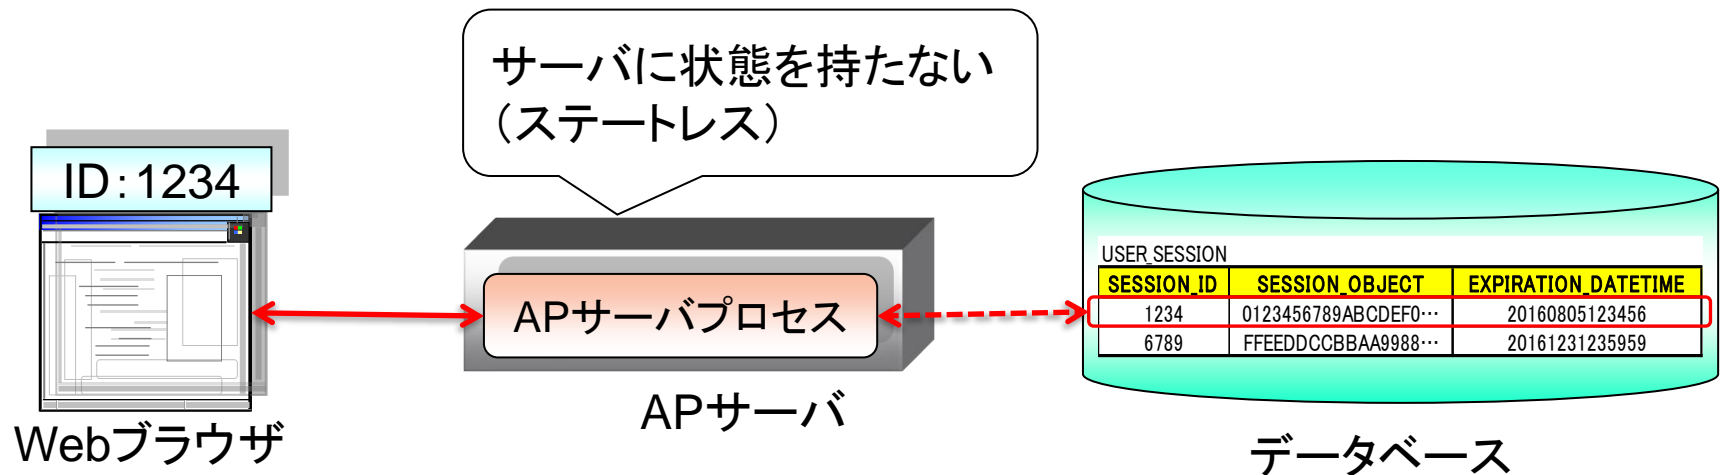 サーバに状態を持たない
（ステートレス）
ID：1234
APサーバプロセス
APサーバ
Webブラウザ
USER_SESSION
SESSION_ID SESSION_OBJECT EXPIRATION_DATETIME
1234 0123456789ABCDEF0… 20160805123456
6789 FFEEDDCCBBAA9988… 20161231235959
データベース